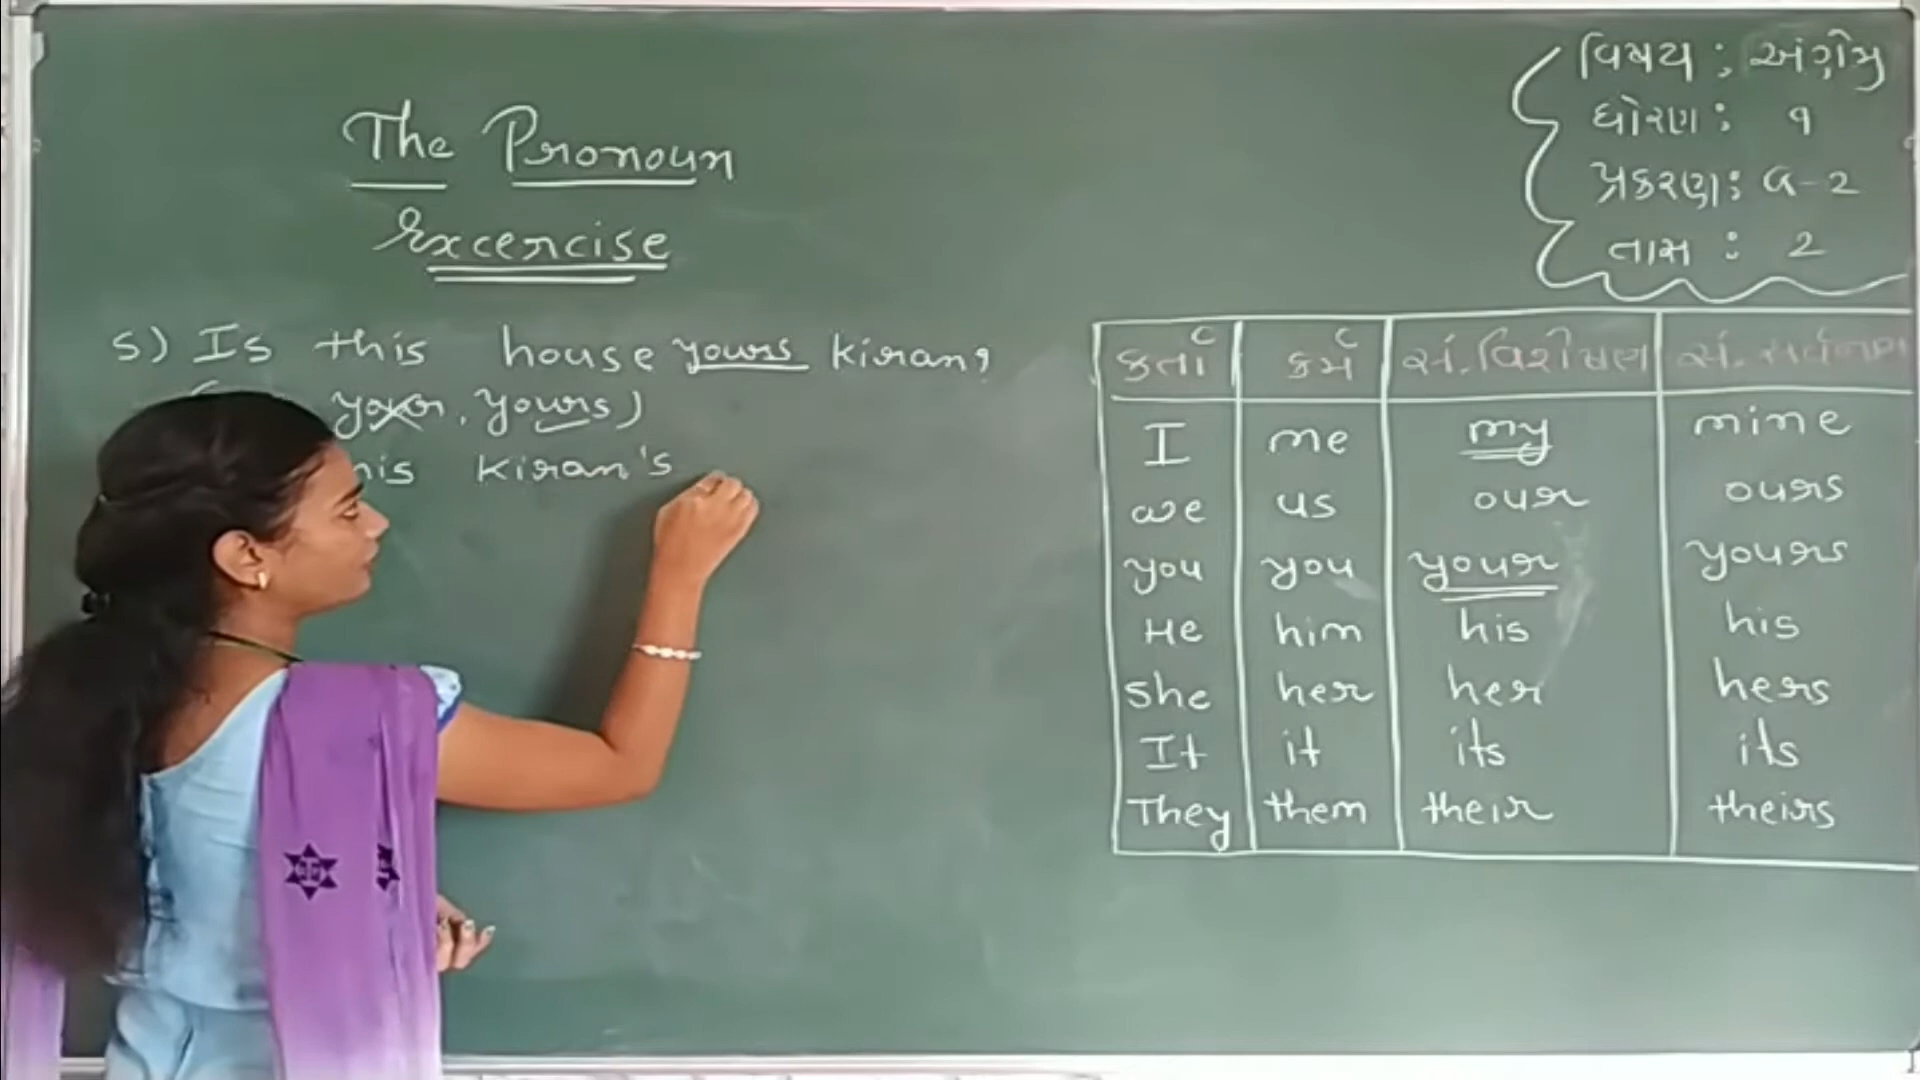 The Pronoun
Excercise
5) Is this house yours kiran?
your, yours)
his kiran's
વિષય : અંગ્રેજી
ધોરણ : ૧
પ્રકરણ : ૯-2
તાસ : 2
કર્તા કર્મ સં. વિશેષણ સં. સર્વનામ
I me my mine
we us our ours
you you your yours
He him his his
she her her hers
It it its its
They them their theirs